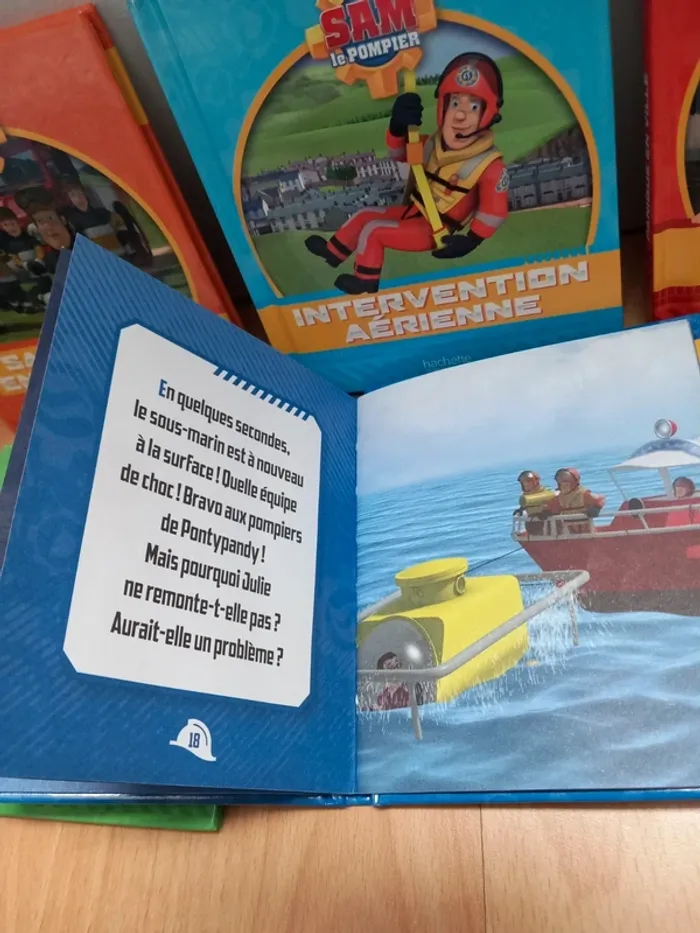 SAM
le POMPIER
INTERVENTION
AÉRIENNE
hachette
En quelques secondes,
le sous-marin est à nouveau
à la surface ! Quelle équipe
de choc ! Bravo aux pompiers
de Pontypandy !
Mais pourquoi Julie
ne remonte-t-elle pas ?
Aurait-elle un problème ?
18